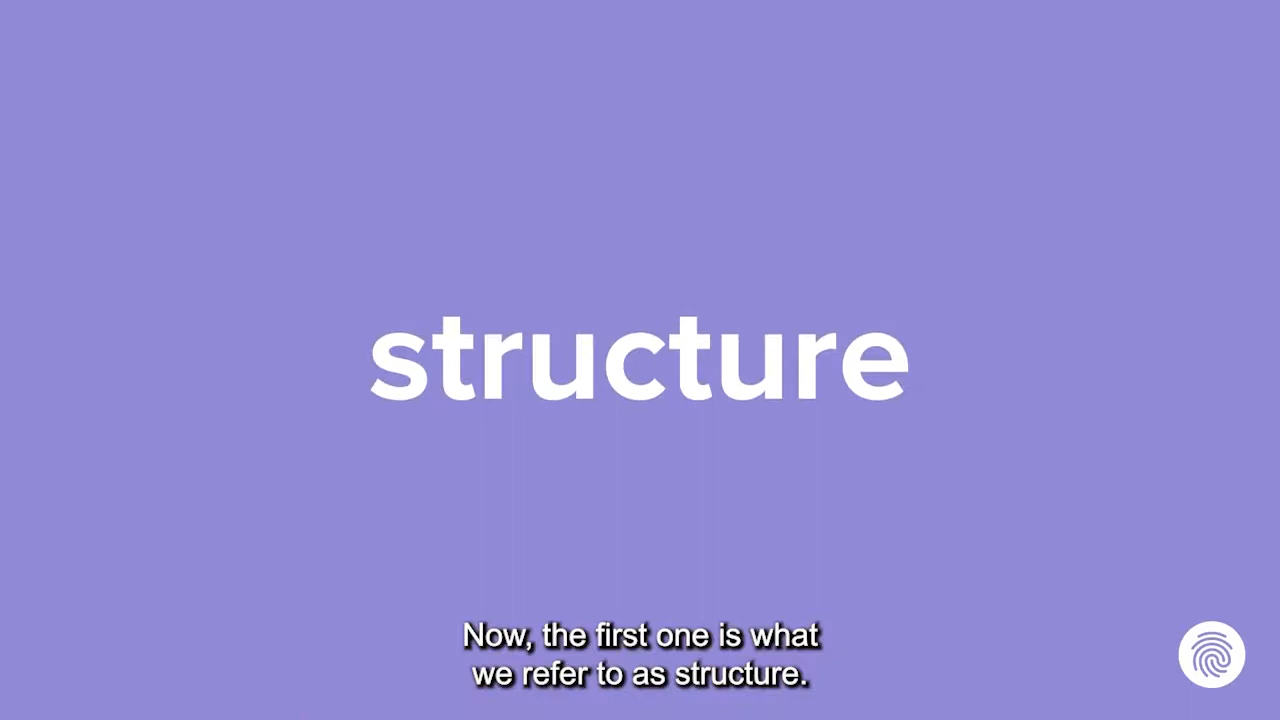 structure
Now, the first one is what
we refer to as structure.